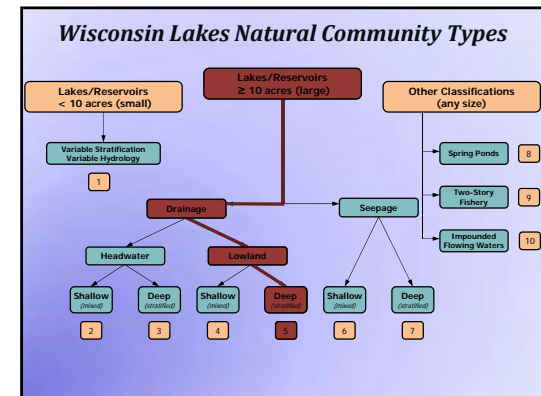 Wisconsin Lakes Natural Community Types
Lakes/Reservoirs
< 10 acres (small)
Lakes/Reservoirs
≥ 10 acres (large)
Other Classifications
(any size)
Variable Stratification
Variable Hydrology
1
Spring Ponds
8
Two-Story
Fishery
9
Impounded
Flowing Waters
10
Drainage
Seepage
Headwater
Lowland
Shallow
(mixed)
Deep
(stratified)
Shallow
(mixed)
Deep
(stratified)
Shallow
(mixed)
Deep
(stratified)
2
3
4
5
6
7